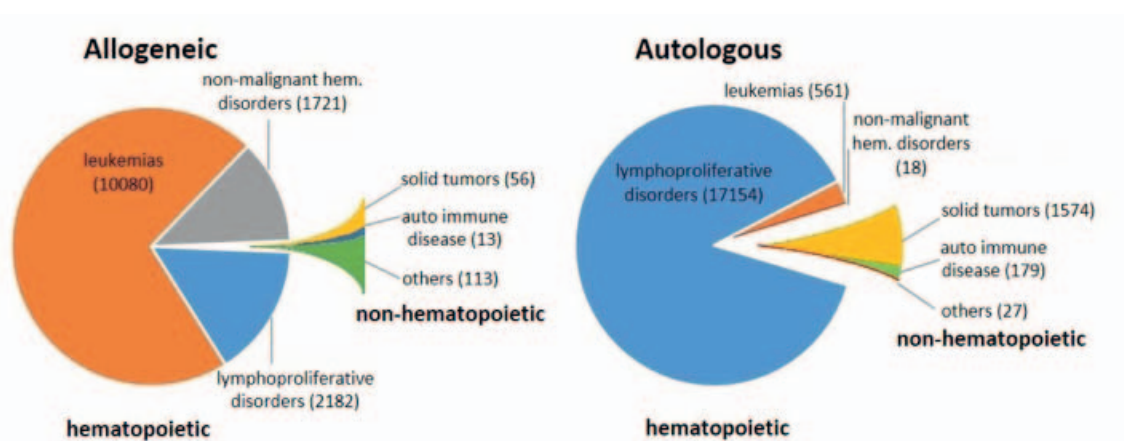 Allogeneic
non-malignant hem.
disorders (1721)
leukemias
(10080)
solid tumors (56)
auto immune
disease (13)
others (113)
non-hematopoietic
lymphoproliferative
disorders (2182)
hematopoietic
Autologous
leukemias (561)
non-malignant
hem. disorders
(18)
lymphoproliferative
disorders (17154)
solid tumors (1574)
auto immune
disease (179)
others (27)
non-hematopoietic
hematopoietic